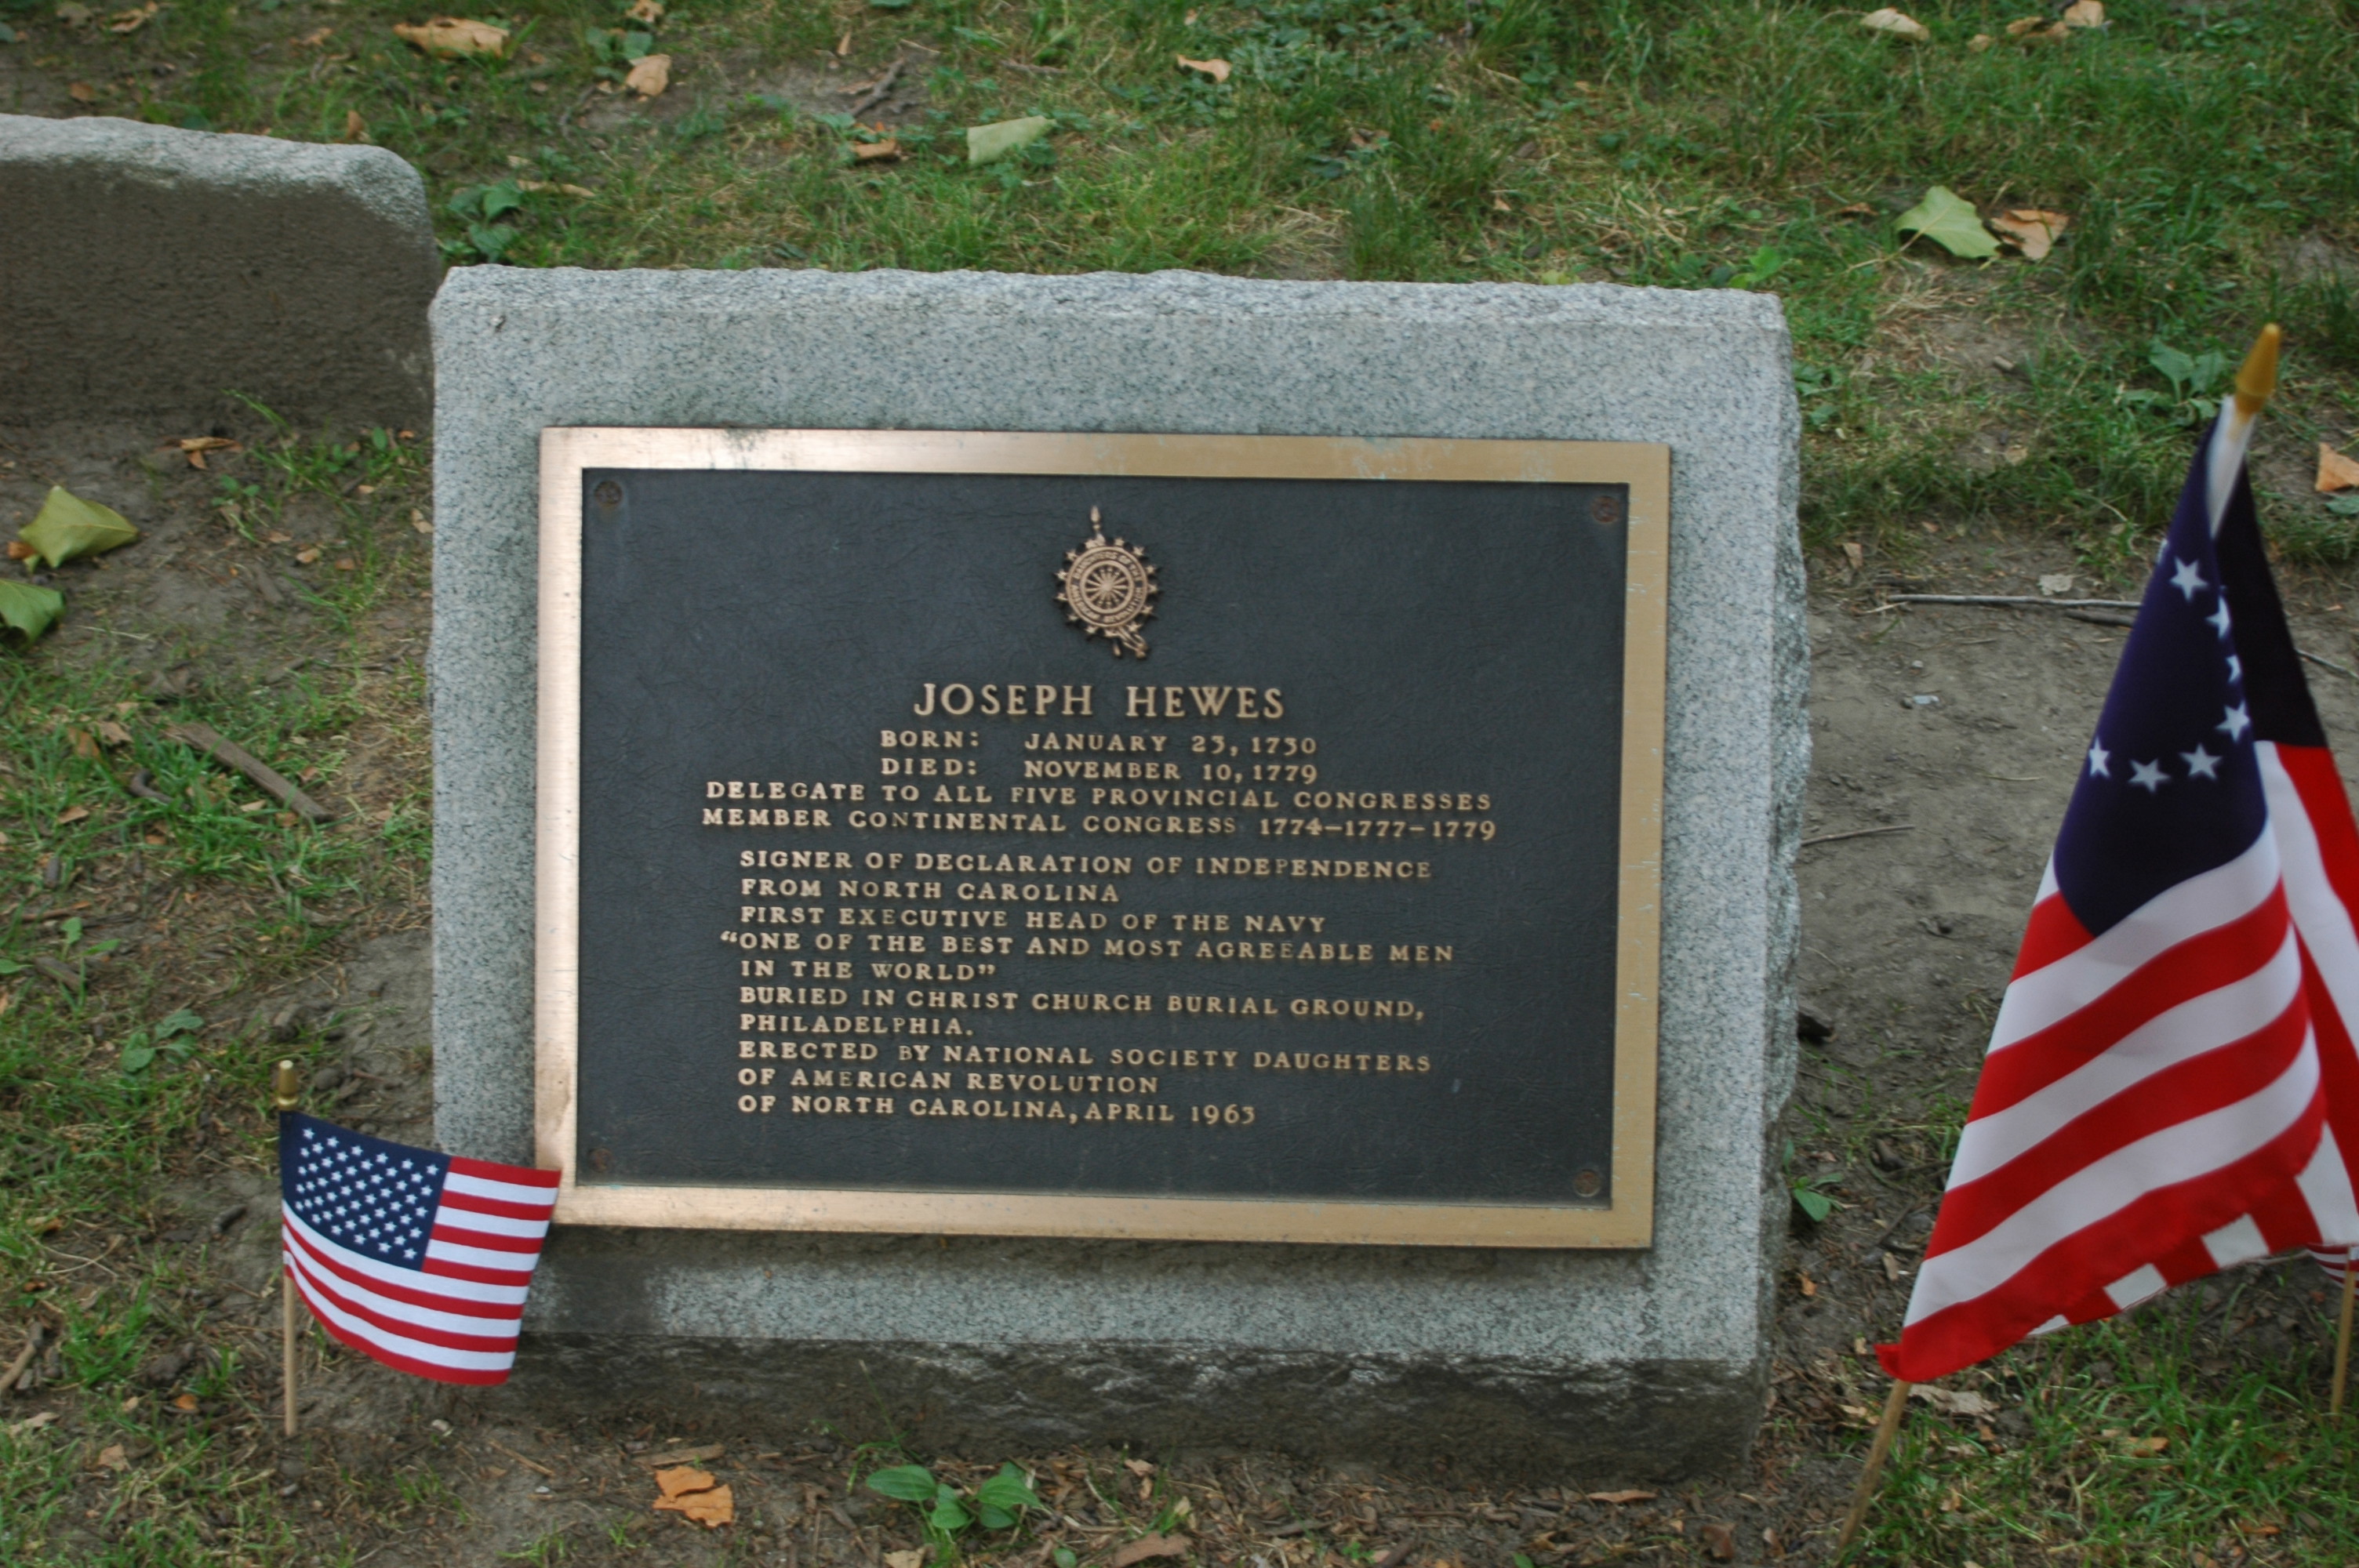 JOSEPH HEWES
BORN: JANUARY 23, 1730
DIED: NOVEMBER 10, 1779
DELEGATE TO ALL FIVE PROVINCIAL CONGRESSES
MEMBER CONTINENTAL CONGRESS 1774–1777–1779
SIGNER OF DECLARATION OF INDEPENDENCE
FROM NORTH CAROLINA
FIRST EXECUTIVE HEAD OF THE NAVY
“ONE OF THE BEST AND MOST AGREEABLE MEN
IN THE WORLD”
BURIED IN CHRIST CHURCH BURIAL GROUND,
PHILADELPHIA.
ERECTED BY NATIONAL SOCIETY DAUGHTERS
OF AMERICAN REVOLUTION
OF NORTH CAROLINA, APRIL 1963